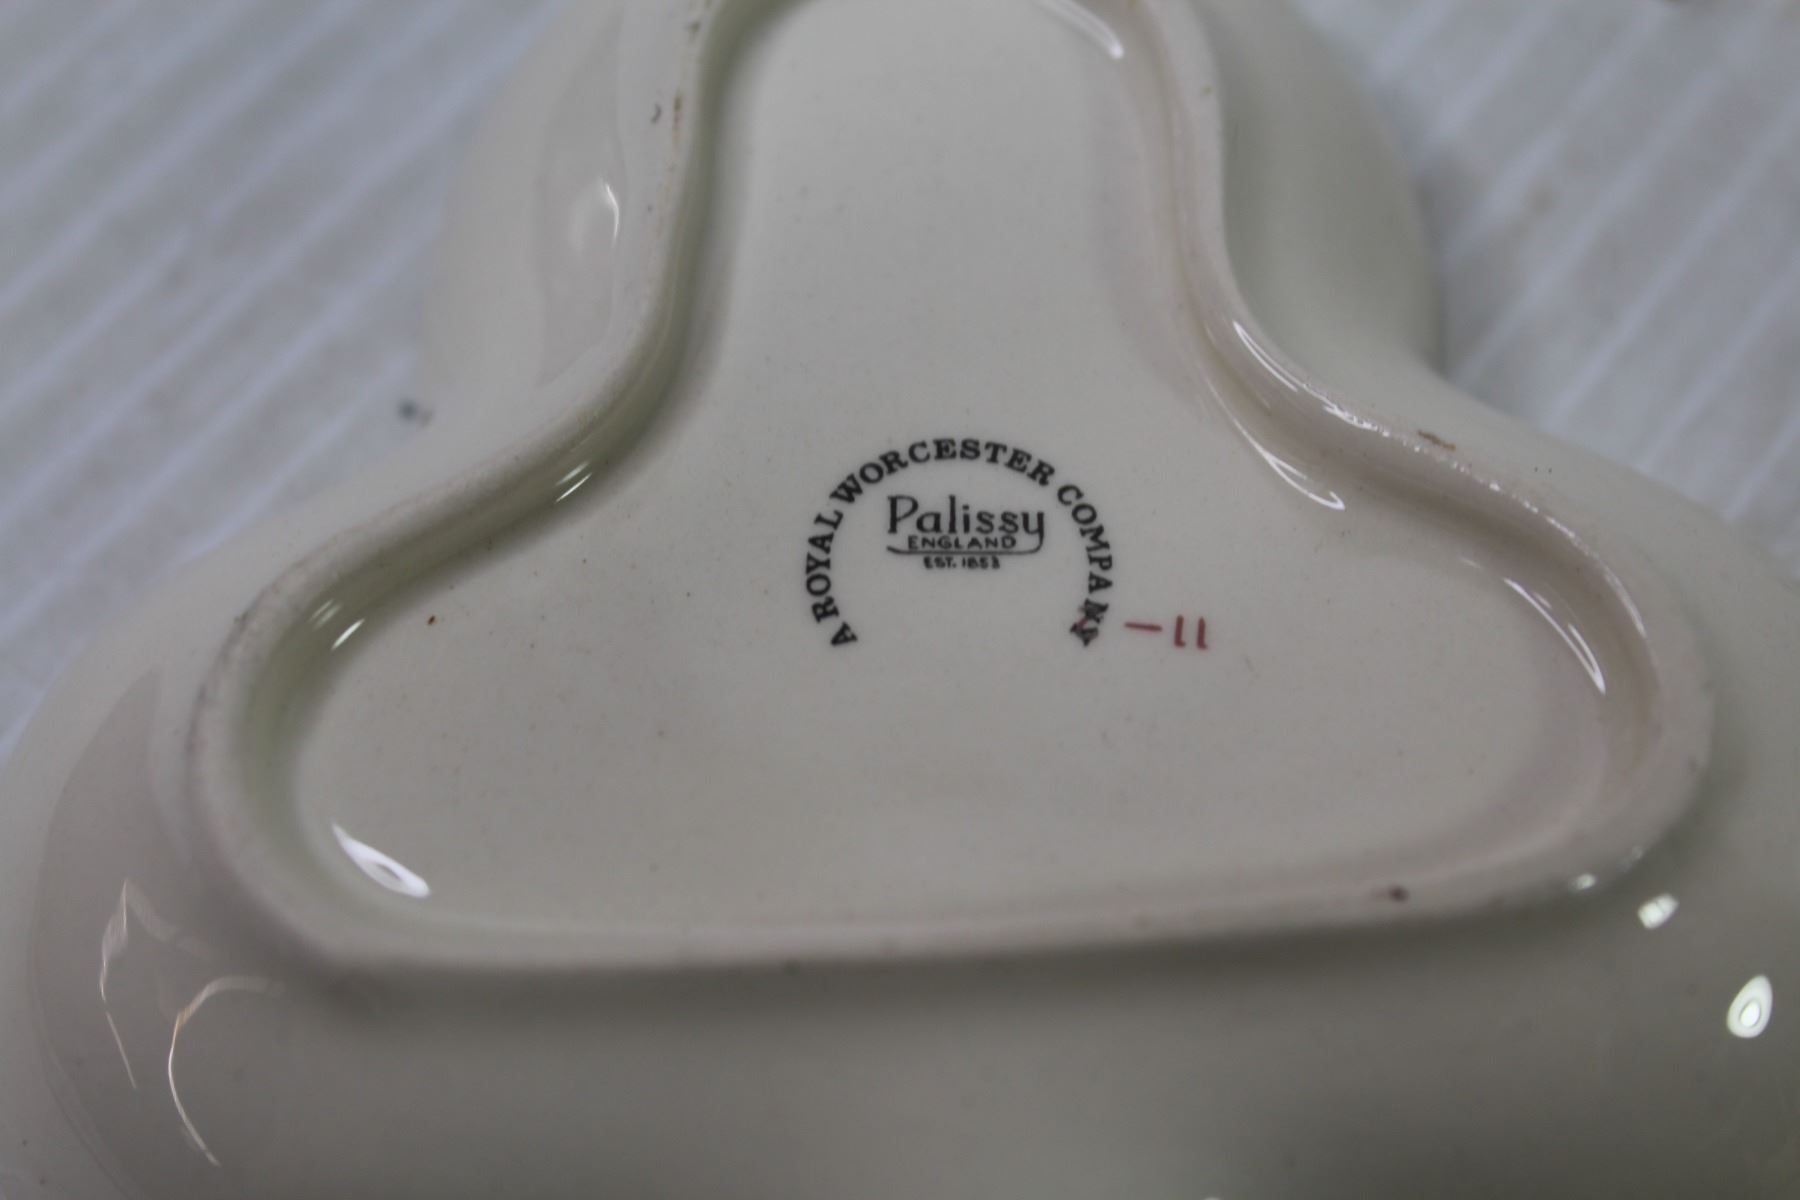 A ROYAL WORCESTER COMPANY
Palissy
ENGLAND
EST. 1853
-11